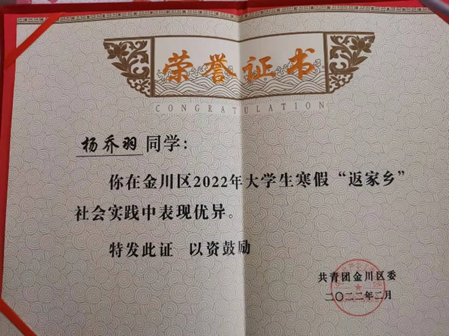 荣誉证书
CONGRATULATION
杨乔羽同学：
你在金川区2022年大学生寒假“返家乡”
社会实践中表现优异。
特发此证 以资鼓励
共青团金川区委
二〇二二年二月